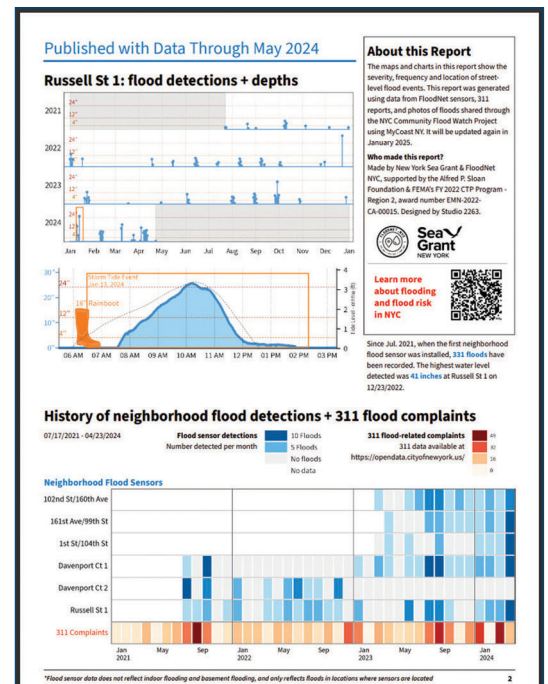 Published with Data Through May 2024
Russell St 1: flood detections + depths
2021
24"
12"
4"
2022
24"
12"
4"
2023
24"
12"
4"
2024
24"
12"
4"
Jan Feb Mar Apr May Jun Jul Aug Sep Oct Nov Dec Jan
30"
24"
20"
12"
10"
4"
0"
Storm Tide Event
Jan 13, 2024
16" Rainboot
4
3
2
1
0
06 AM 07 AM 08 AM 09 AM 10 AM 11 AM 12 PM 01 PM 02 PM 03 PM
About this Report
The maps and charts in this report show the
severity, frequency and location of street-
level flood events. This report was generated
using data from FloodNet sensors, 311
reports, and photos of floods shared through
the NYC Community Flood Watch Project
using MyCoast NY. It will be updated again in
January 2025.
Who made this report?
Made by New York Sea Grant & FloodNet
NYC, supported by the Alfred P. Sloan
Foundation & FEMA's FY 2022 CTP Program -
Region 2, award number EMN-2022-
CA-00015. Designed by Studio 2263.
Sea
Grant
NEW YORK
Learn more
about flooding
and flood risk
in NYC
Since Jul. 2021, when the first neighborhood
flood sensor was installed, 331 floods have
been recorded. The highest water level
detected was 41 inches at Russell St 1 on
12/23/2022.
History of neighborhood flood detections + 311 flood complaints
07/17/2021 - 04/23/2024
Flood sensor detections
Number detected per month
10 Floods
5 Floods
No floods
No data
311 flood-related complaints
311 data available at
https://opendata.cityofnewyork.us/
49
32
16
0
Neighborhood Flood Sensors
102nd St/160th Ave
161st Ave/99th St
1st St/104th St
Davenport Ct 1
Davenport Ct 2
Russell St 1
311 Complaints
Jan May Sep Jan May Sep Jan May Sep Jan
2021 2022 2023 2024
*Flood sensor data does not reflect indoor flooding and basement flooding, and only reflects floods in locations where sensors are located
2